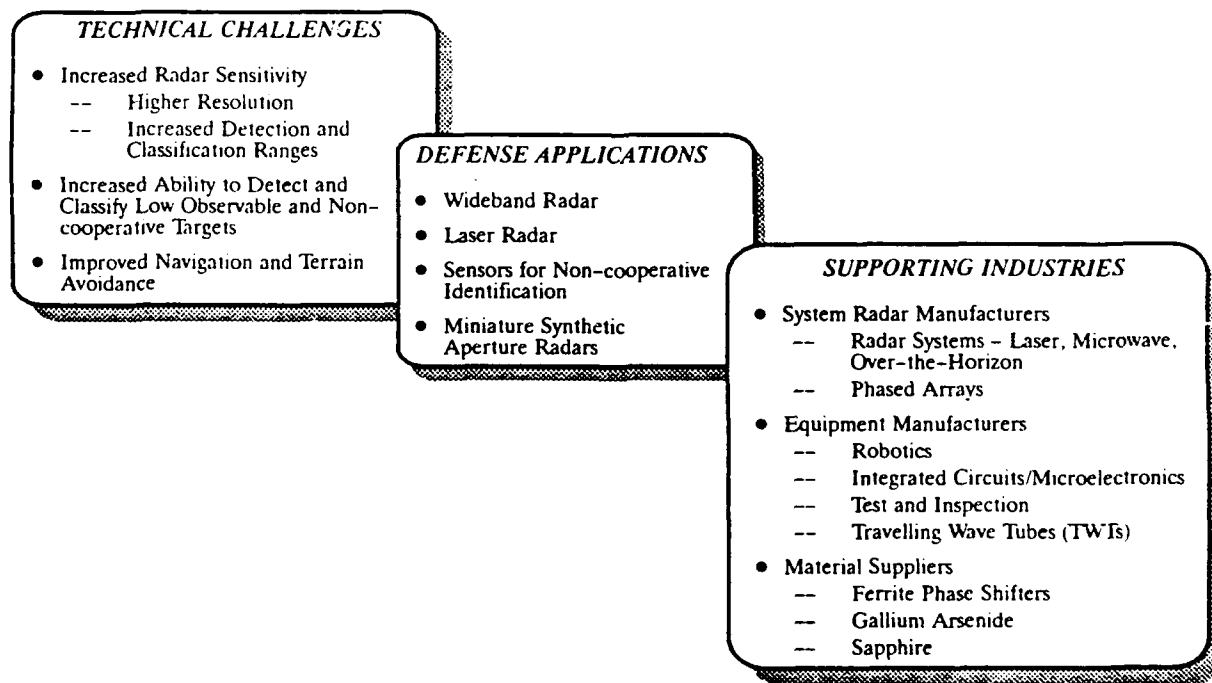 TECHNICAL CHALLENGES
● Increased Radar Sensitivity
-- Higher Resolution
-- Increased Detection and
Classification Ranges
● Increased Ability to Detect and
Classify Low Observable and Non-
cooperative Targets
● Improved Navigation and Terrain
Avoidance
DEFENSE APPLICATIONS
● Wideband Radar
● Laser Radar
● Sensors for Non-cooperative
Identification
● Miniature Synthetic
Aperture Radars
SUPPORTING INDUSTRIES
● System Radar Manufacturers
-- Radar Systems - Laser, Microwave,
Over-the-Horizon
-- Phased Arrays
● Equipment Manufacturers
-- Robotics
-- Integrated Circuits/Microelectronics
-- Test and Inspection
-- Travelling Wave Tubes (TWTs)
● Material Suppliers
-- Ferrite Phase Shifters
-- Gallium Arsenide
-- Sapphire